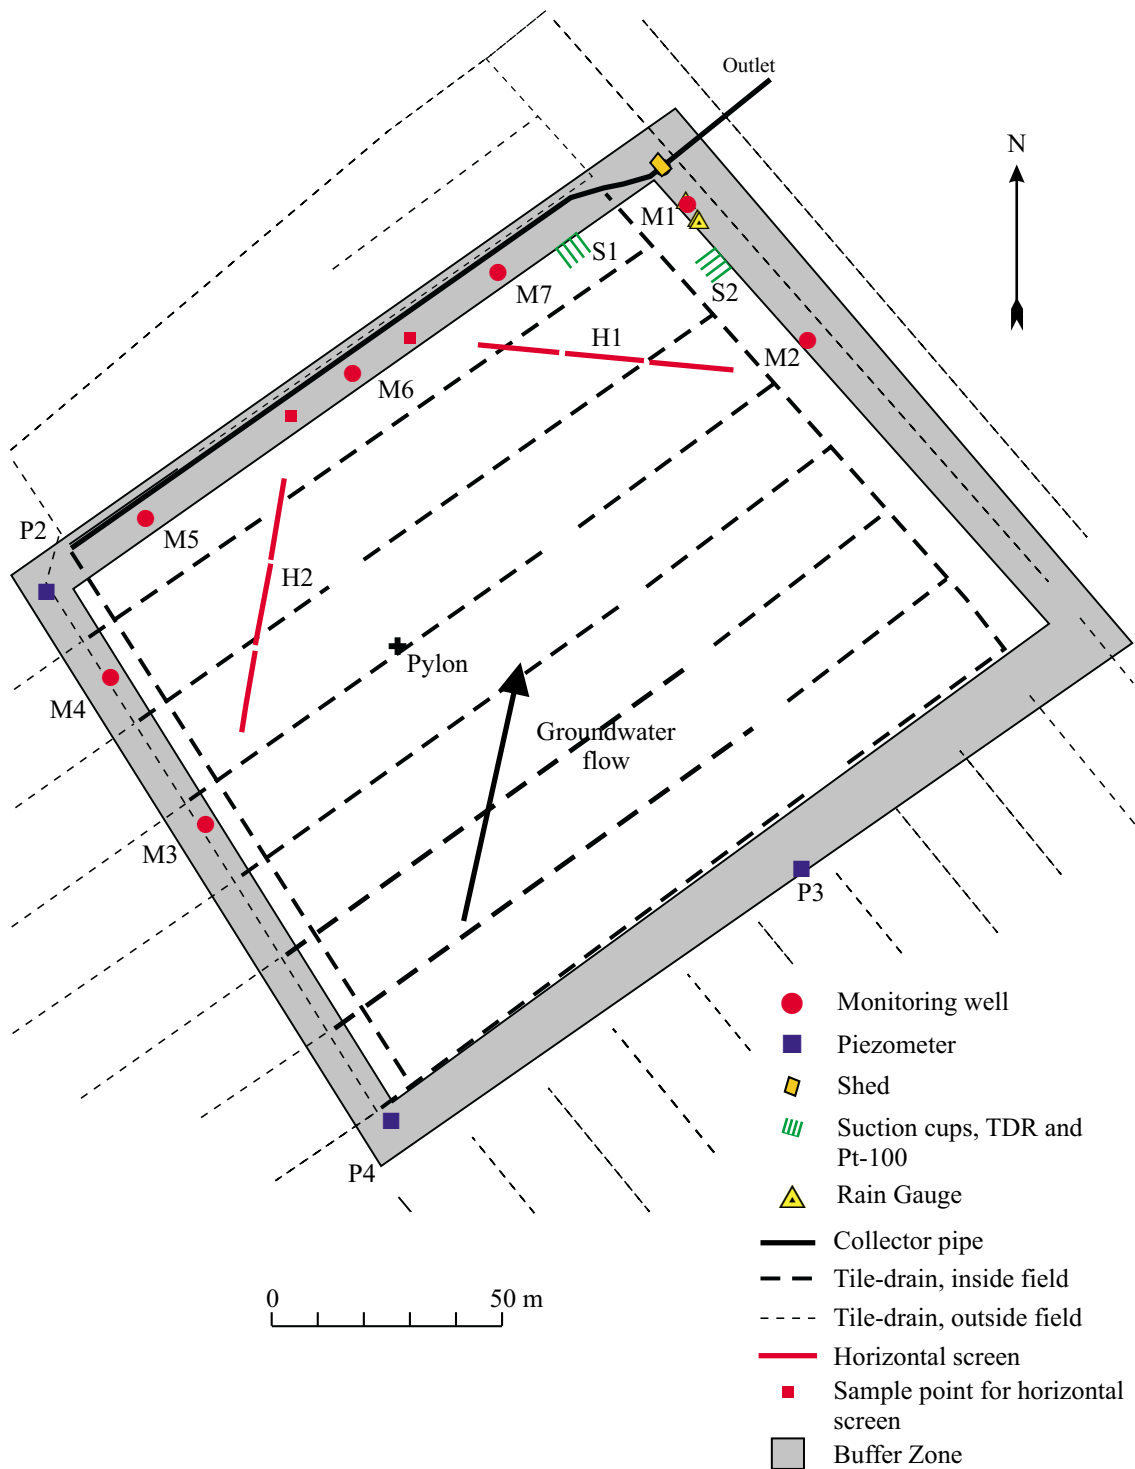 Outlet
N
M1
S1
S2
M7
H1
M2
M6
P2
M5
H2
Pylon
M4
Groundwater
flow
M3
P3
P4
0
50 m
Monitoring well
Piezometer
Shed
Suction cups, TDR and
Pt-100
Rain Gauge
Collector pipe
Tile-drain, inside field
Tile-drain, outside field
Horizontal screen
Sample point for horizontal
screen
Buffer Zone